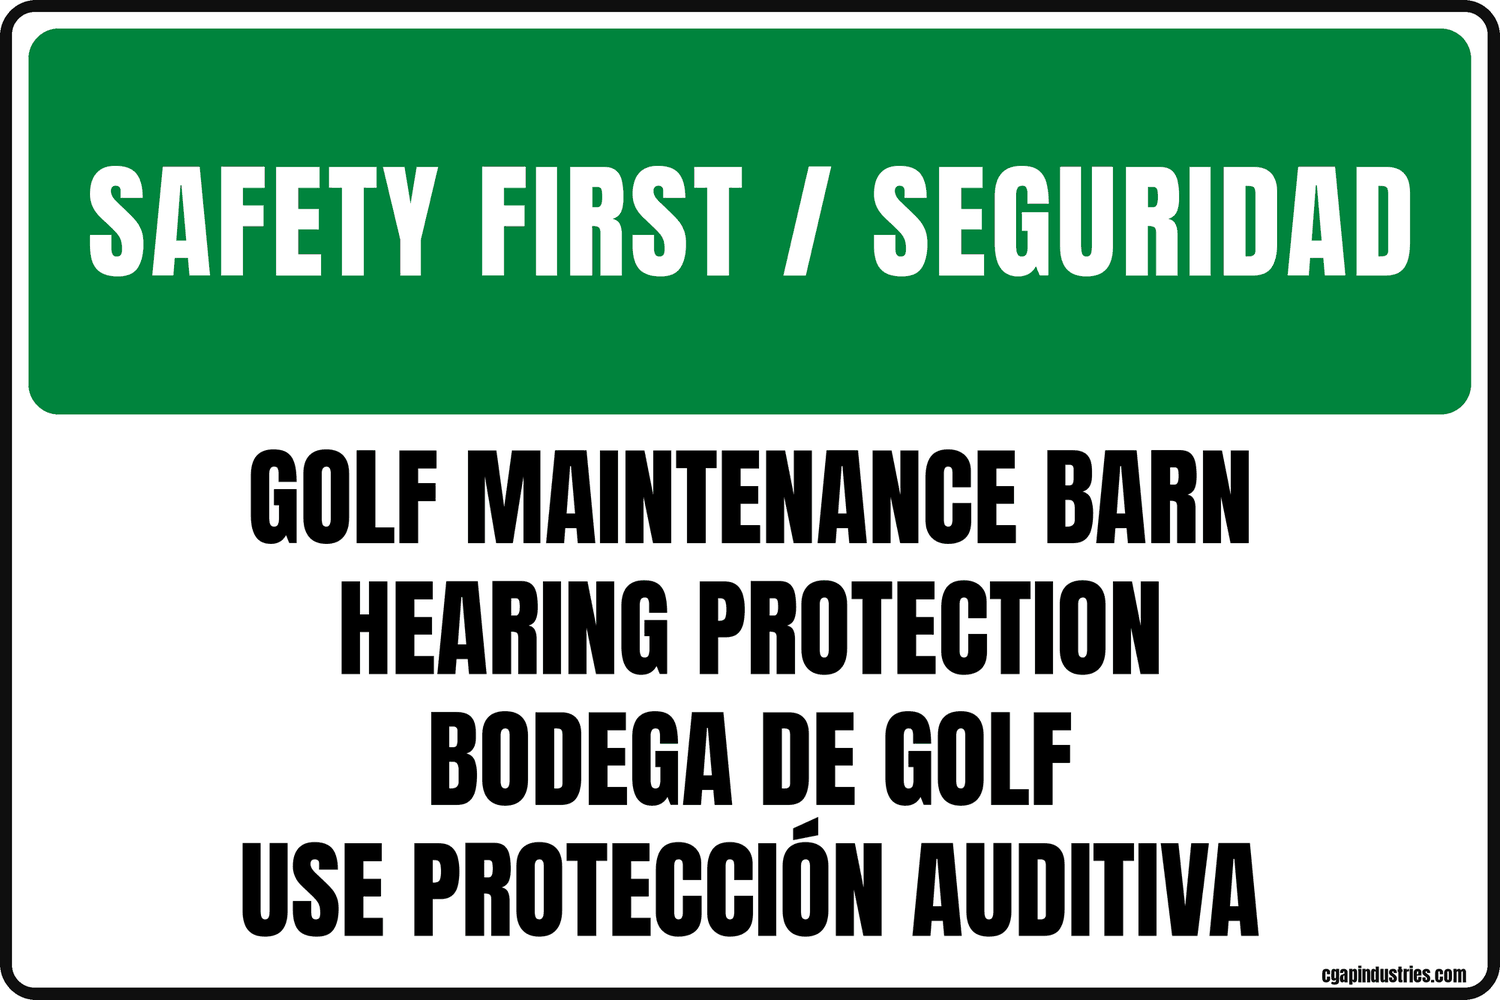 SAFETY FIRST / SEGURIDAD
GOLF MAINTENANCE BARN
HEARING PROTECTION
BODEGA DE GOLF
USE PROTECCIÓN AUDITIVA
cgapindustries.com